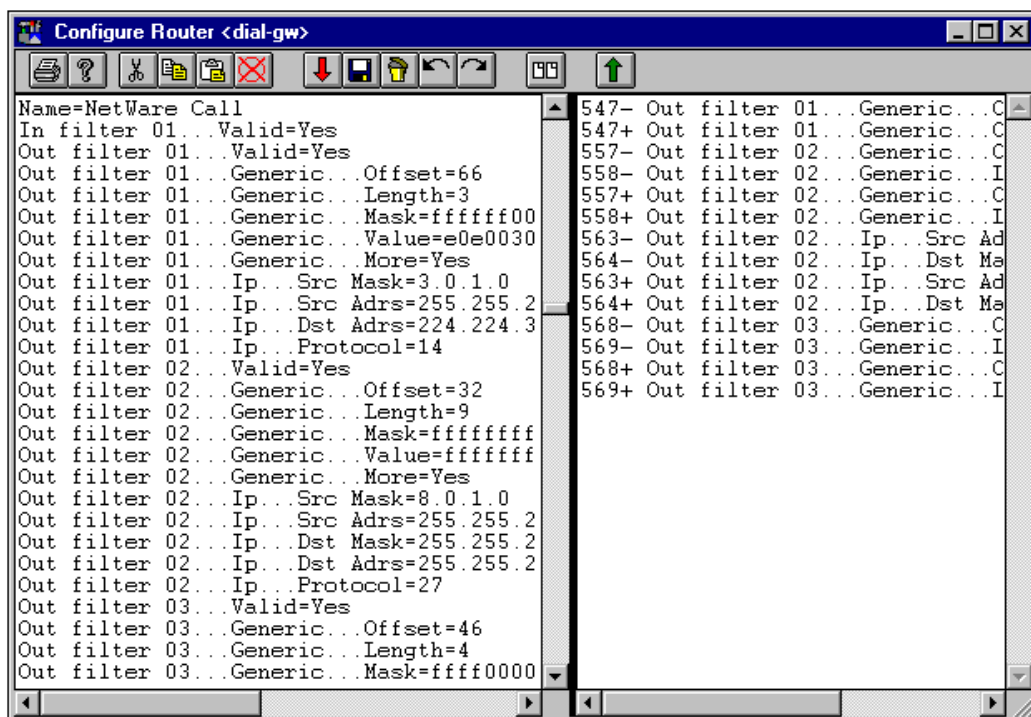 Configure Router <dial-gw>
Name=NetWare Call
In filter 01...Valid=Yes
Out filter 01...Valid=Yes
Out filter 01...Generic...Offset=66
Out filter 01...Generic...Length=3
Out filter 01...Generic...Mask=ffffff00
Out filter 01...Generic...Value=e0e0030
Out filter 01...Generic...More=Yes
Out filter 01...Ip...Src Mask=3.0.1.0
Out filter 01...Ip...Src Adrs=255.255.2
Out filter 01...Ip...Dst Adrs=224.224.3
Out filter 01...Ip...Protocol=14
Out filter 02...Valid=Yes
Out filter 02...Generic...Offset=32
Out filter 02...Generic...Length=9
Out filter 02...Generic...Mask=ffffffff
Out filter 02...Generic...Value=fffffff
Out filter 02...Generic...More=Yes
Out filter 02...Ip...Src Mask=8.0.1.0
Out filter 02...Ip...Src Adrs=255.255.2
Out filter 02...Ip...Dst Mask=255.255.2
Out filter 02...Ip...Dst Adrs=255.255.2
Out filter 02...Ip...Protocol=27
Out filter 03...Valid=Yes
Out filter 03...Generic...Offset=46
Out filter 03...Generic...Length=4
Out filter 03...Generic...Mask=ffff0000
547- Out filter 01...Generic...C
547+ Out filter 01...Generic...C
557- Out filter 02...Generic...C
558- Out filter 02...Generic...I
557+ Out filter 02...Generic...C
558+ Out filter 02...Generic...I
563- Out filter 02...Ip...Src Ad
564- Out filter 02...Ip...Dst Ma
563+ Out filter 02...Ip...Src Ad
564+ Out filter 02...Ip...Dst Ma
568- Out filter 03...Generic...C
569- Out filter 03...Generic...I
568+ Out filter 03...Generic...C
569+ Out filter 03...Generic...I